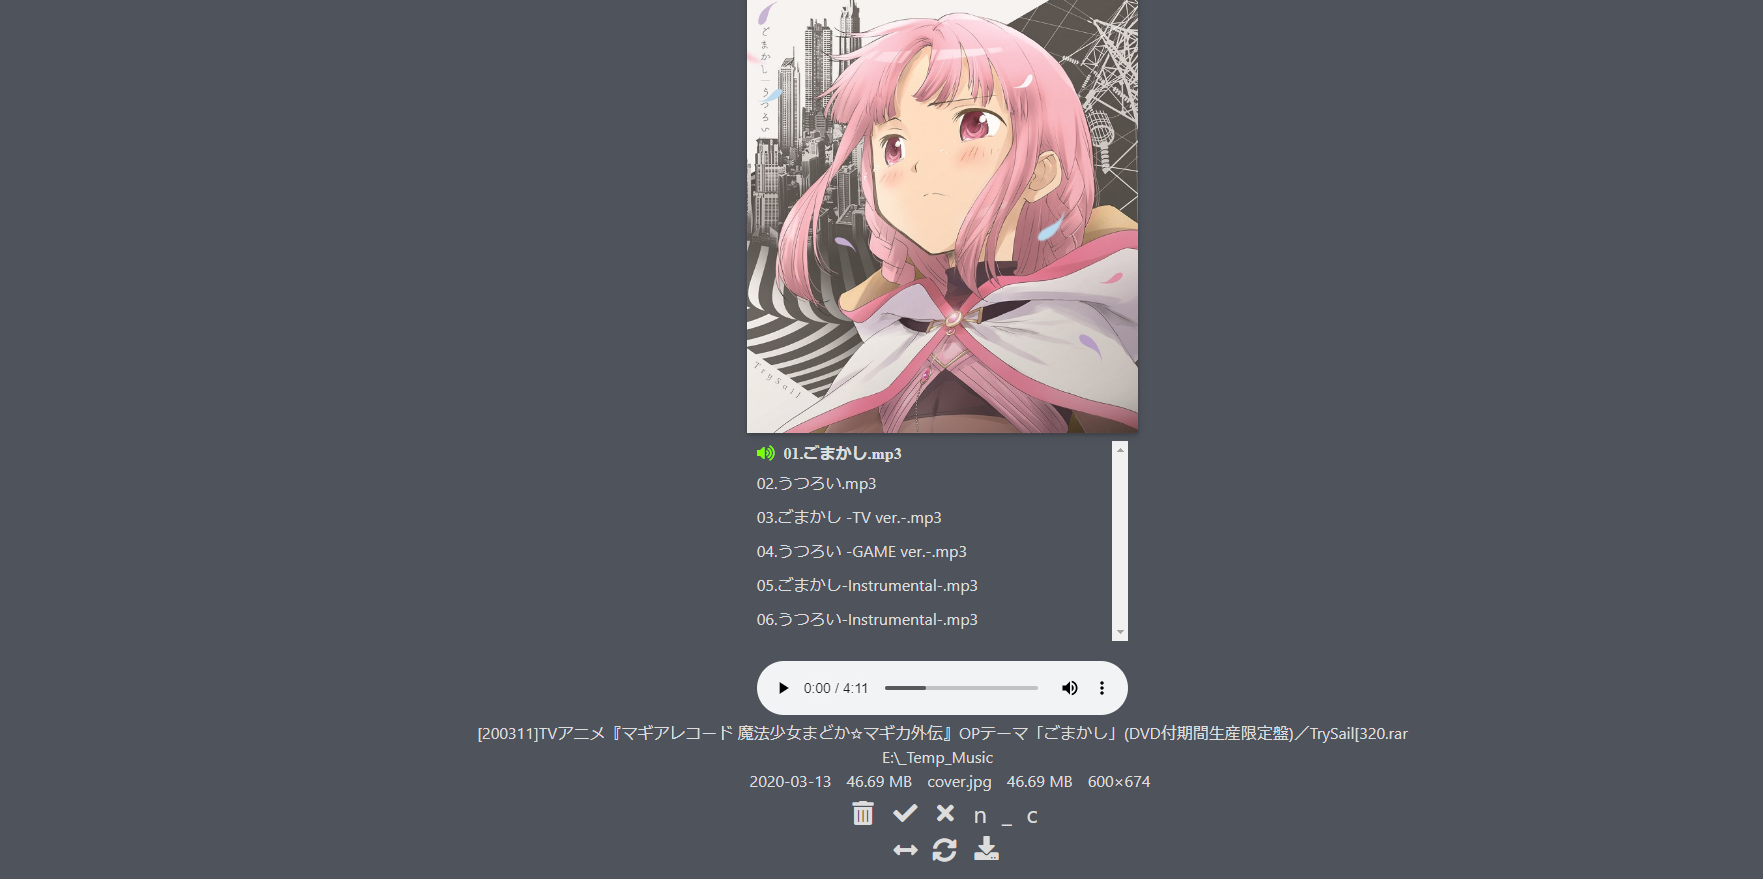 ごまかし｜うつろい
TrySail
01.ごまかし.mp3
02.うつろい.mp3
03.ごまかし -TV ver.-.mp3
04.うつろい -GAME ver.-.mp3
05.ごまかし-Instrumental-.mp3
06.うつろい-Instrumental-.mp3
0:00 / 4:11
[200311]TVアニメ『マギアレコード 魔法少女まどか☆マギカ外伝』OPテーマ「ごまかし」(DVD付期間生産限定盤)／TrySail[320.rar
E:\_Temp_Music
2020-03-13 46.69 MB cover.jpg 46.69 MB 600×674
n _ c